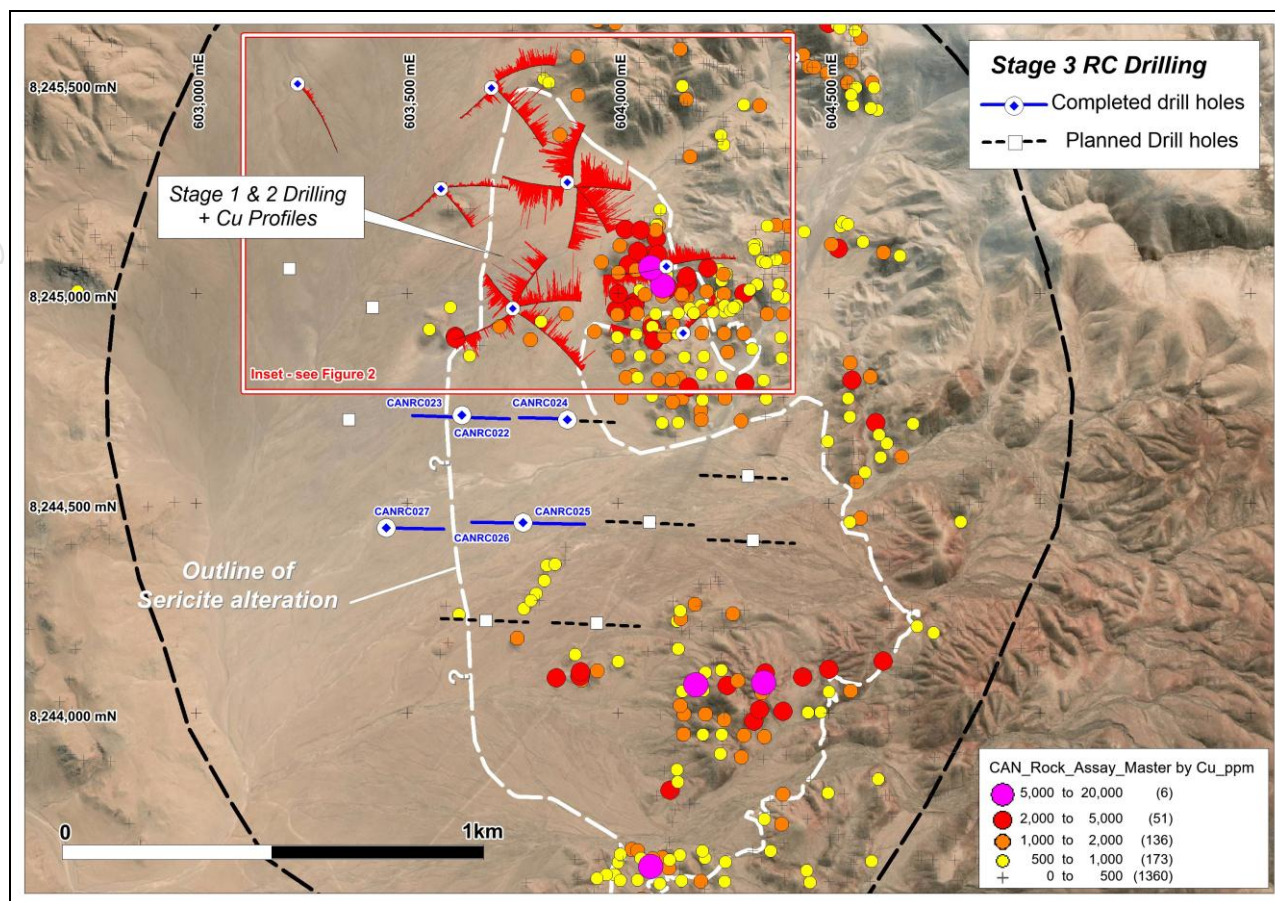 603,000 mE
603,500 mE
604,000 mE
604,500 mE
8,245,500 mN
8,245,000 mN
8,244,500 mN
8,244,000 mN
Stage 3 RC Drilling
Completed drill holes
Planned Drill holes
Stage 1 & 2 Drilling
+ Cu Profiles
Inset - see Figure 2
CANRC023
CANRC024
CANRC022
?
CANRC027
CANRC025
CANRC026
Outline of
Sericite alteration
?
0
1km
CAN_Rock_Assay_Master by Cu_ppm
5,000 to 20,000 (6)
2,000 to 5,000 (51)
1,000 to 2,000 (136)
500 to 1,000 (173)
0 to 500 (1360)